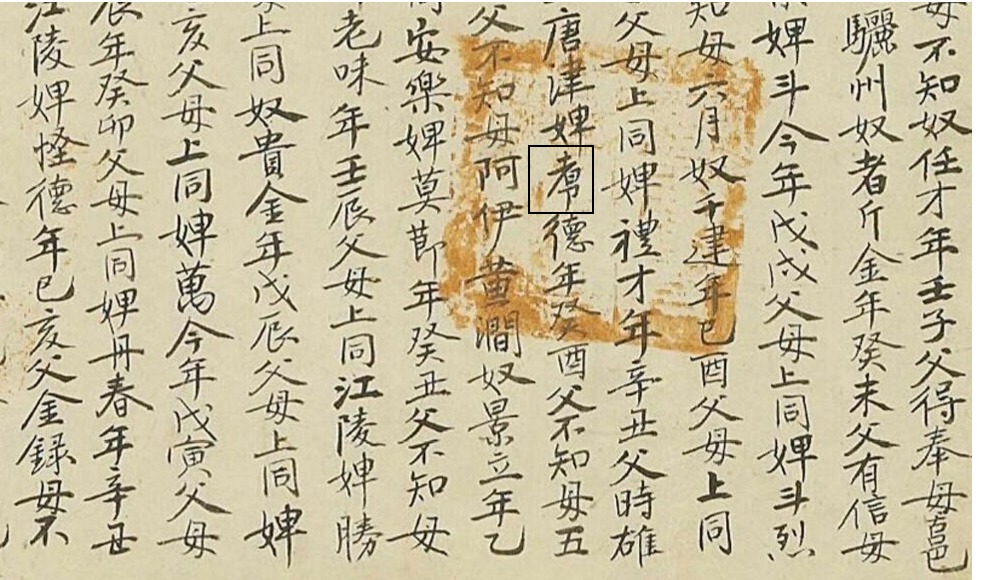 母不知奴任才年壬子父得奉母
驪州奴者斤金年癸未父有信母
婢斗今年戊戌父母上同婢斗烈
知母六月奴千建年己酉父母上同
父母上同婢禮才年辛丑父時雄
唐津婢德年癸酉父不知母五
父不知母阿伊黃澗奴景立年乙
安樂婢莫節年癸丑父不知母
老味年壬辰父母上同江陵婢勝
上同奴貴金年戊辰父母上同婢
亥父母上同婢萬今年戊寅父母
辰年癸卯父母上同婢丹春年辛丑
江陵婢怪德年己亥父金録母不